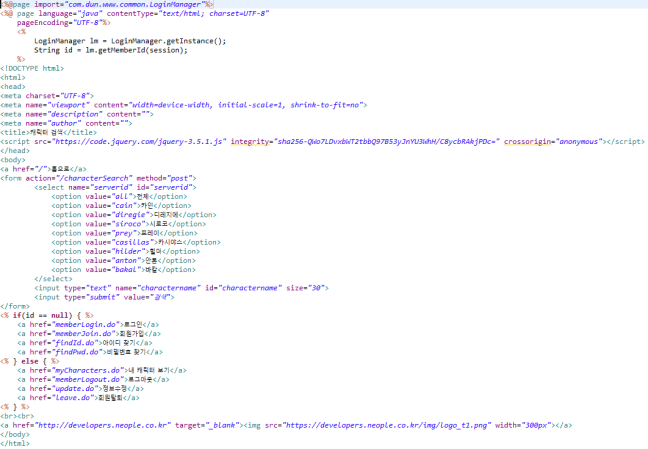 <%@page import="com.dun.www.common.LoginManager"%>
<%@ page language="java" contentType="text/html; charset=UTF-8"
pageEncoding="UTF-8"%>
<%
LoginManager lm = LoginManager.getInstance();
String id = lm.getMemberId(session);
%>
<!DOCTYPE html>
<html>
<head>
<meta charset="UTF-8">
<meta name="viewport" content="width=device-width, initial-scale=1, shrink-to-fit=no">
<meta name="description" content="">
<meta name="author" content="">
<title>캐릭터 검색</title>
<script src="https://code.jquery.com/jquery-3.5.1.js" integrity="sha256-QWo7LDvxbWT2tbbQ97B53yJnYU3WhH/C8ycbRAkjPDc=" crossorigin="anonymous"></script>
</head>
<body>
<a href="/">홈으로</a>
<form action="/characterSearch" method="post">
<select name="serverid" id="serverid">
<option value="all">전체</option>
<option value="cain">카인</option>
<option value="diregie">디레지에</option>
<option value="siroco">시로코</option>
<option value="prey">프레이</option>
<option value="casillas">카시야스</option>
<option value="hilder">힐더</option>
<option value="anton">안톤</option>
<option value="bakal">바칼</option>
</select>
<input type="text" name="charactername" id="charactername" size="30">
<input type="submit" value="검색">
</form>
<% if(id == null) { %>
<a href="memberLogin.do">로그인</a>
<a href="memberJoin.do">회원가입</a>
<a href="findId.do">아이디 찾기</a>
<a href="findPwd.do">비밀번호 찾기</a>
<% } else { %>
<a href="myCharacters.do">내 캐릭터 보기</a>
<a href="memberLogout.do">로그아웃</a>
<a href="update.do">정보수정</a>
<a href="leave.do">회원탈퇴</a>
<% } %>
<br><br>
<a href="http://developers.neople.co.kr" target="_blank"><img src="https://developers.neople.co.kr/img/logo_t1.png" width="300px"></a>
</body>
</html>